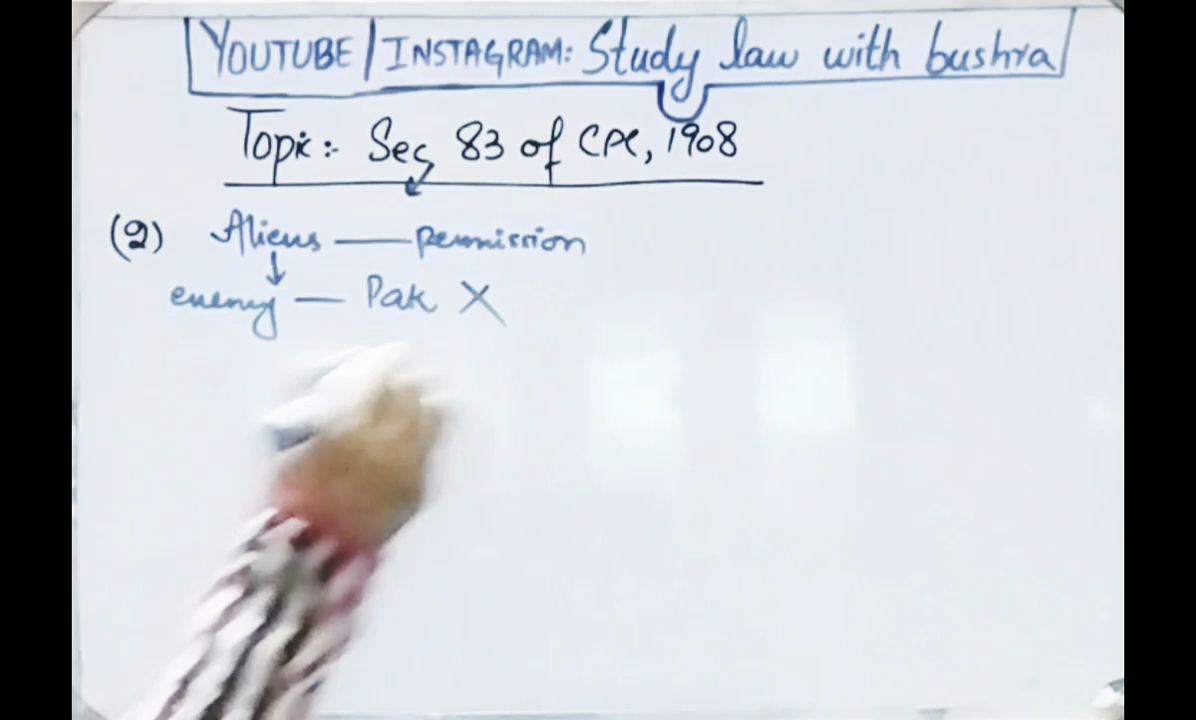 YOUTUBE / INSTAGRAM: Study law with bushra
Topic:- Sec 83 of CPC, 1908
(2) Aliens — permission
enemy — Pak X